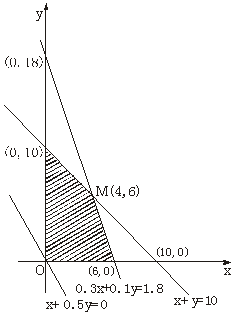 y
(0, 18)
(0, 10)
M(4, 6)
(10, 0)
O
(6, 0)
x
0.3x+0.1y=1.8
x+ 0.5y=0
x+ y=10